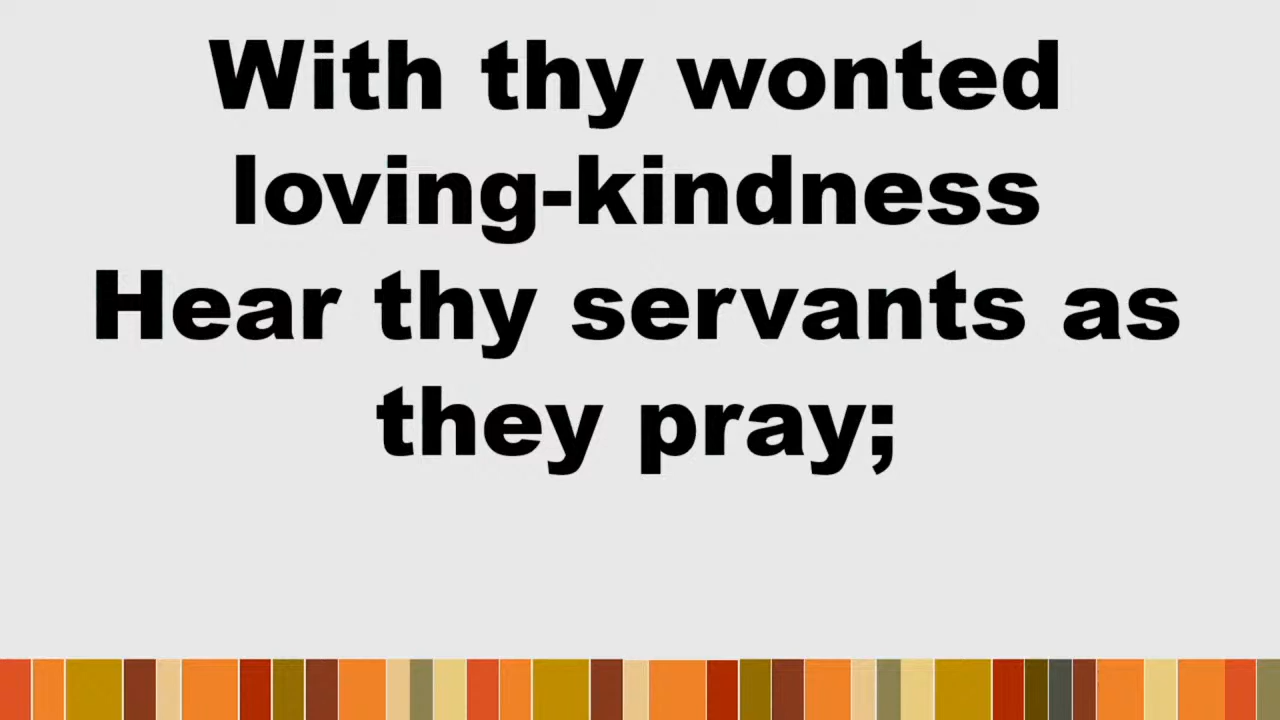 With thy wonted
loving-kindness
Hear thy servants as
they pray;